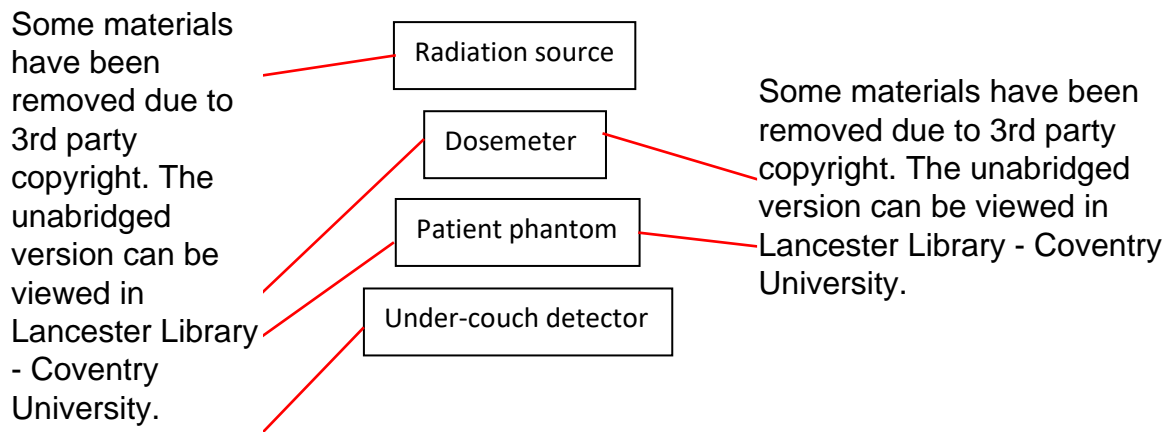 Some materials
have been
removed due to
3rd party
copyright. The
unabridged
version can be
viewed in
Lancester Library
- Coventry
University.
Radiation source
Dosemeter
Patient phantom
Under-couch detector
Some materials have been
removed due to 3rd party
copyright. The unabridged
version can be viewed in
Lancester Library - Coventry
University.